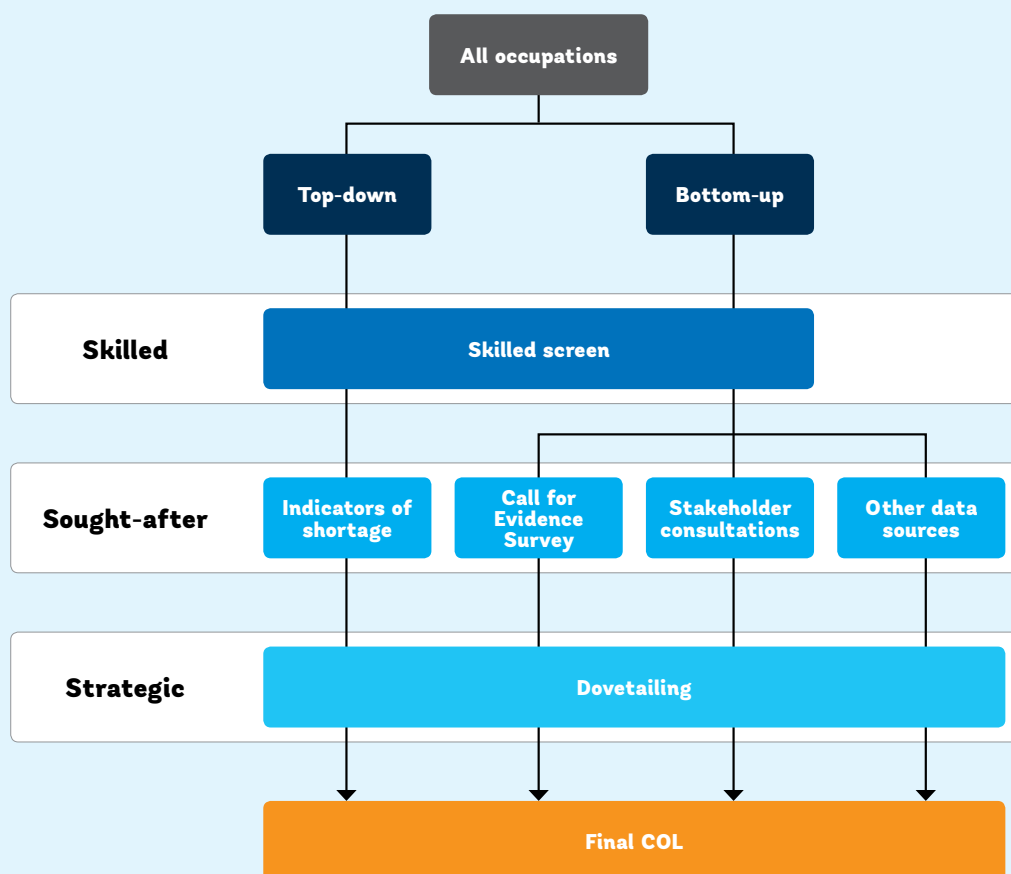 All occupations
Top-down
Bottom-up
Skilled
Skilled screen
Sought-after
Indicators of
shortage
Call for
Evidence
Survey
Stakeholder
consultations
Other data
sources
Strategic
Dovetailing
Final COL